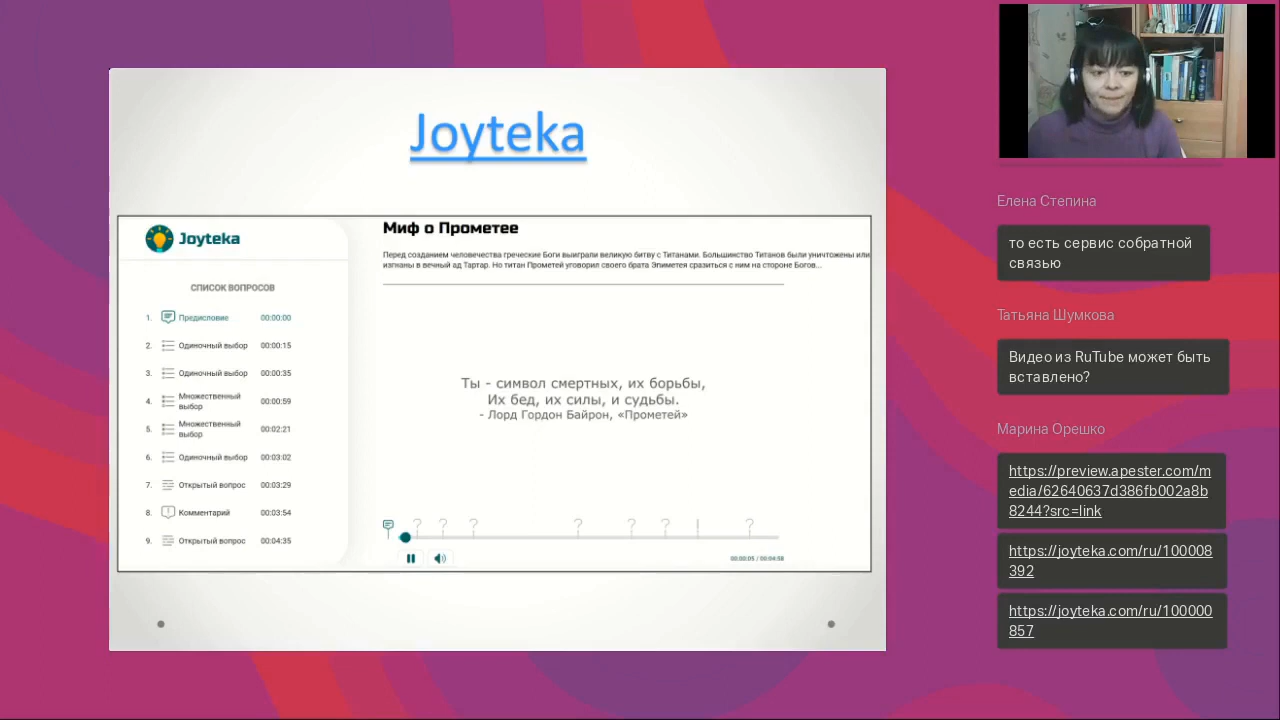 Joyteka
Joyteka
СПИСОК ВОПРОСОВ
1. Предисловие 00:00:00
2. Одиночный выбор 00:00:15
3. Одиночный выбор 00:00:35
4. Множественный
выбор 00:00:59
5. Множественный
выбор 00:02:21
6. Одиночный выбор 00:03:02
7. Открытый вопрос 00:03:29
8. Комментарий 00:03:54
9. Открытый вопрос 00:04:35
Миф о Прометее
Перед созданием человечества греческие Боги выиграли великую битву с Титанами. Большинство Титанов были уничтожены или
изгнаны в вечный ад Тартар. Но титан Прометей уговорил своего брата Эпиметея сразиться с ним на стороне Богов...
Ты - символ смертных, их борьбы,
Их бед, их силы, и судьбы.
- Лорд Гордон Байрон, «Прометей»
? ? ? ? ? ? ! ?
00:00:05 / 00:04:58
Елена Степина
то есть сервис собратной
связью
Татьяна Шумкова
Видео из RuTube может быть
вставлено?
Марина Орешко
https://preview.apester.com/m
edia/62640637d386fb002a8b
8244?src=link
https://joyteka.com/ru/100008
392
https://joyteka.com/ru/100000
857